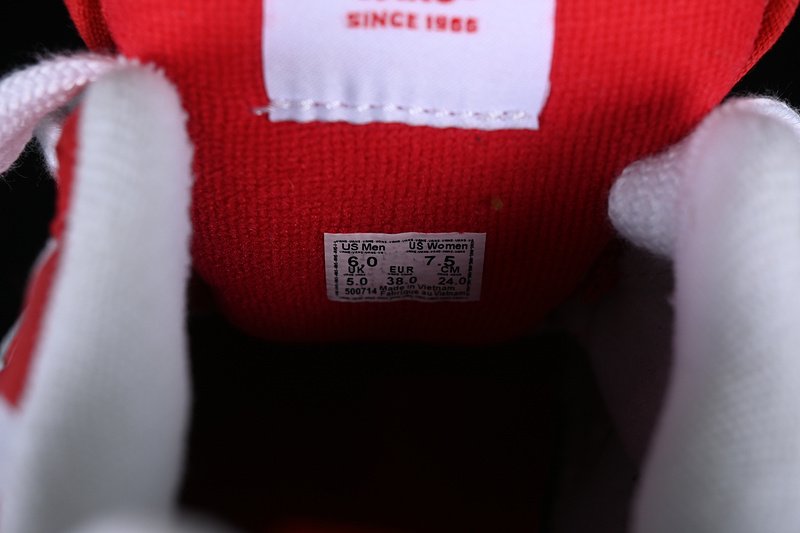 SINCE 1966
US Men US Women
6.0 7.5
UK EUR CM
5.0 38.0 24.0
500714 Made in Vietnam
Fabrique au Vietnam